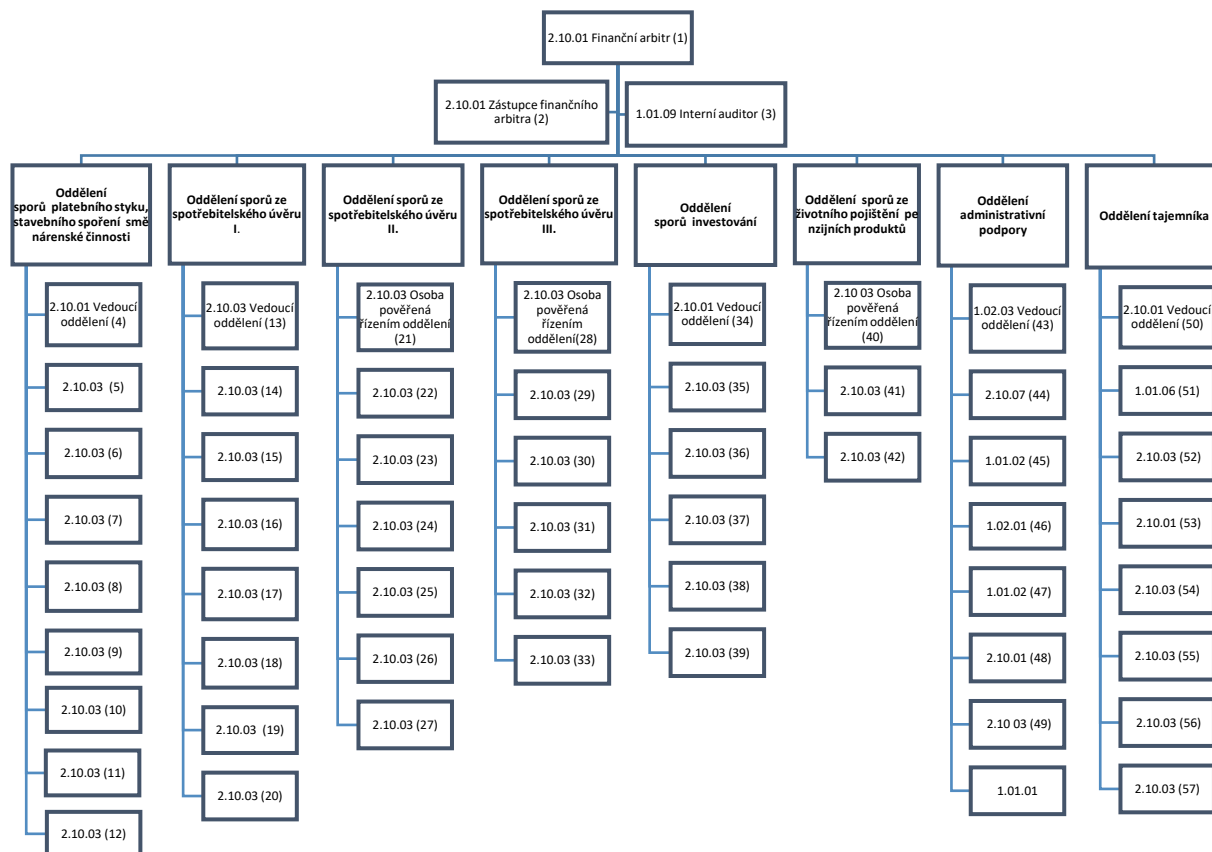 2.10.01 Finanční arbitr (1)
2.10.01 Zástupce finančního
arbitra (2)
1.01.09 Interní auditor (3)
Oddělení
sporů platebního styku,
stavebního spoření smě
nárenské činnosti
2.10.01 Vedoucí
oddělení (4)
2.10.03 (5)
2.10.03 (6)
2.10.03 (7)
2.10.03 (8)
2.10.03 (9)
2.10.03 (10)
2.10.03 (11)
2.10.03 (12)
Oddělení sporů ze
spotřebitelského úvěru
I.
2.10.03 Vedoucí
oddělení (13)
2.10.03 (14)
2.10.03 (15)
2.10.03 (16)
2.10.03 (17)
2.10.03 (18)
2.10.03 (19)
2.10.03 (20)
Oddělení sporů ze
spotřebitelského úvěru
II.
2.10.03 Osoba
pověřená
řízením oddělení
(21)
2.10.03 (22)
2.10.03 (23)
2.10.03 (24)
2.10.03 (25)
2.10.03 (26)
2.10.03 (27)
Oddělení sporů ze
spotřebitelského úvěru
III.
2.10.03 Osoba
pověřená
řízením
oddělení(28)
2.10.03 (29)
2.10.03 (30)
2.10.03 (31)
2.10.03 (32)
2.10.03 (33)
Oddělení
sporů investování
2.10.01 Vedoucí
oddělení (34)
2.10.03 (35)
2.10.03 (36)
2.10.03 (37)
2.10.03 (38)
2.10.03 (39)
Oddělení sporů ze
životního pojištění pe
nzijních produktů
2.10 03 Osoba
pověřená
řízením oddělení
(40)
2.10.03 (41)
2.10.03 (42)
Oddělení
administrativní
podpory
1.02.03 Vedoucí
oddělení (43)
2.10.07 (44)
1.01.02 (45)
1.02.01 (46)
1.01.02 (47)
2.10.01 (48)
2.10 03 (49)
1.01.01
Oddělení tajemníka
2.10.01 Vedoucí
oddělení (50)
1.01.06 (51)
2.10.03 (52)
2.10.01 (53)
2.10.03 (54)
2.10.03 (55)
2.10.03 (56)
2.10.03 (57)